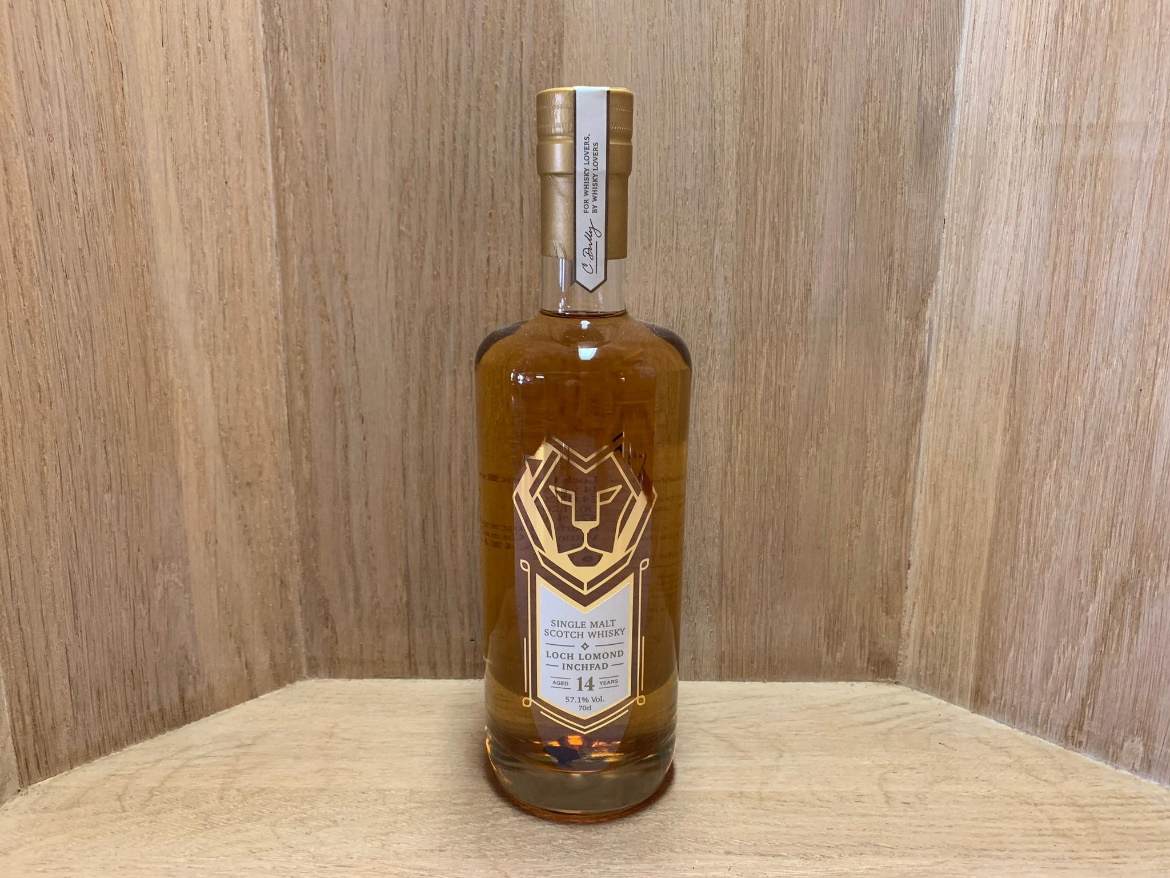 FOR WHISKY LOVERS.
BY WHISKY LOVERS
SINGLE MALT
SCOTCH WHISKY
LOCH LOMOND
INCHFAD
AGED 14 YEARS
57.1% Vol.
70cl